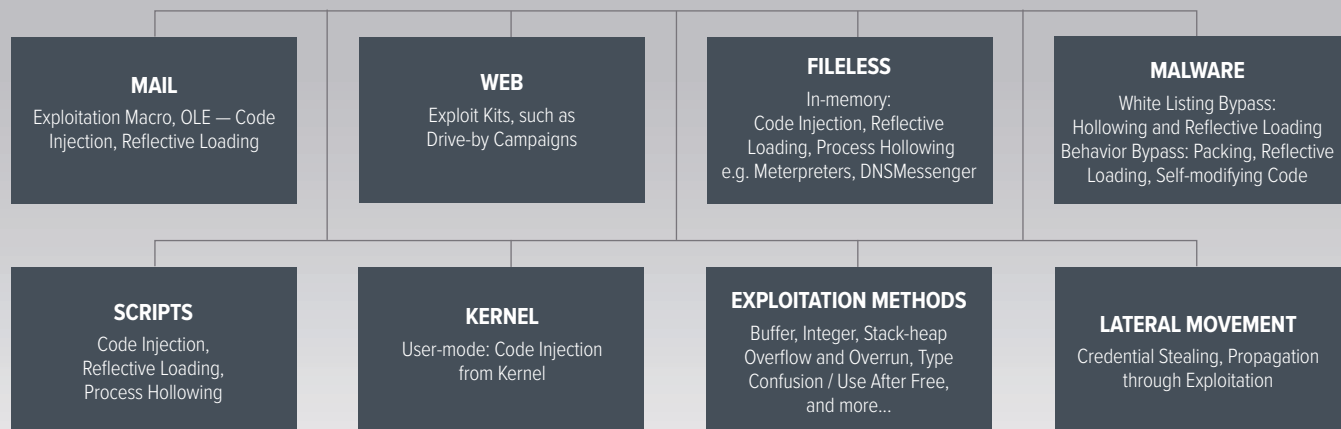 MAIL
Exploitation Macro, OLE — Code
Injection, Reflective Loading
WEB
Exploit Kits, such as
Drive-by Campaigns
FILELESS
In-memory:
Code Injection, Reflective
Loading, Process Hollowing
e.g. Meterpreters, DNSMessenger
MALWARE
White Listing Bypass:
Hollowing and Reflective Loading
Behavior Bypass: Packing, Reflective
Loading, Self-modifying Code
SCRIPTS
Code Injection,
Reflective Loading,
Process Hollowing
KERNEL
User-mode: Code Injection
from Kernel
EXPLOITATION METHODS
Buffer, Integer, Stack-heap
Overflow and Overrun, Type
Confusion / Use After Free,
and more...
LATERAL MOVEMENT
Credential Stealing, Propagation
through Exploitation